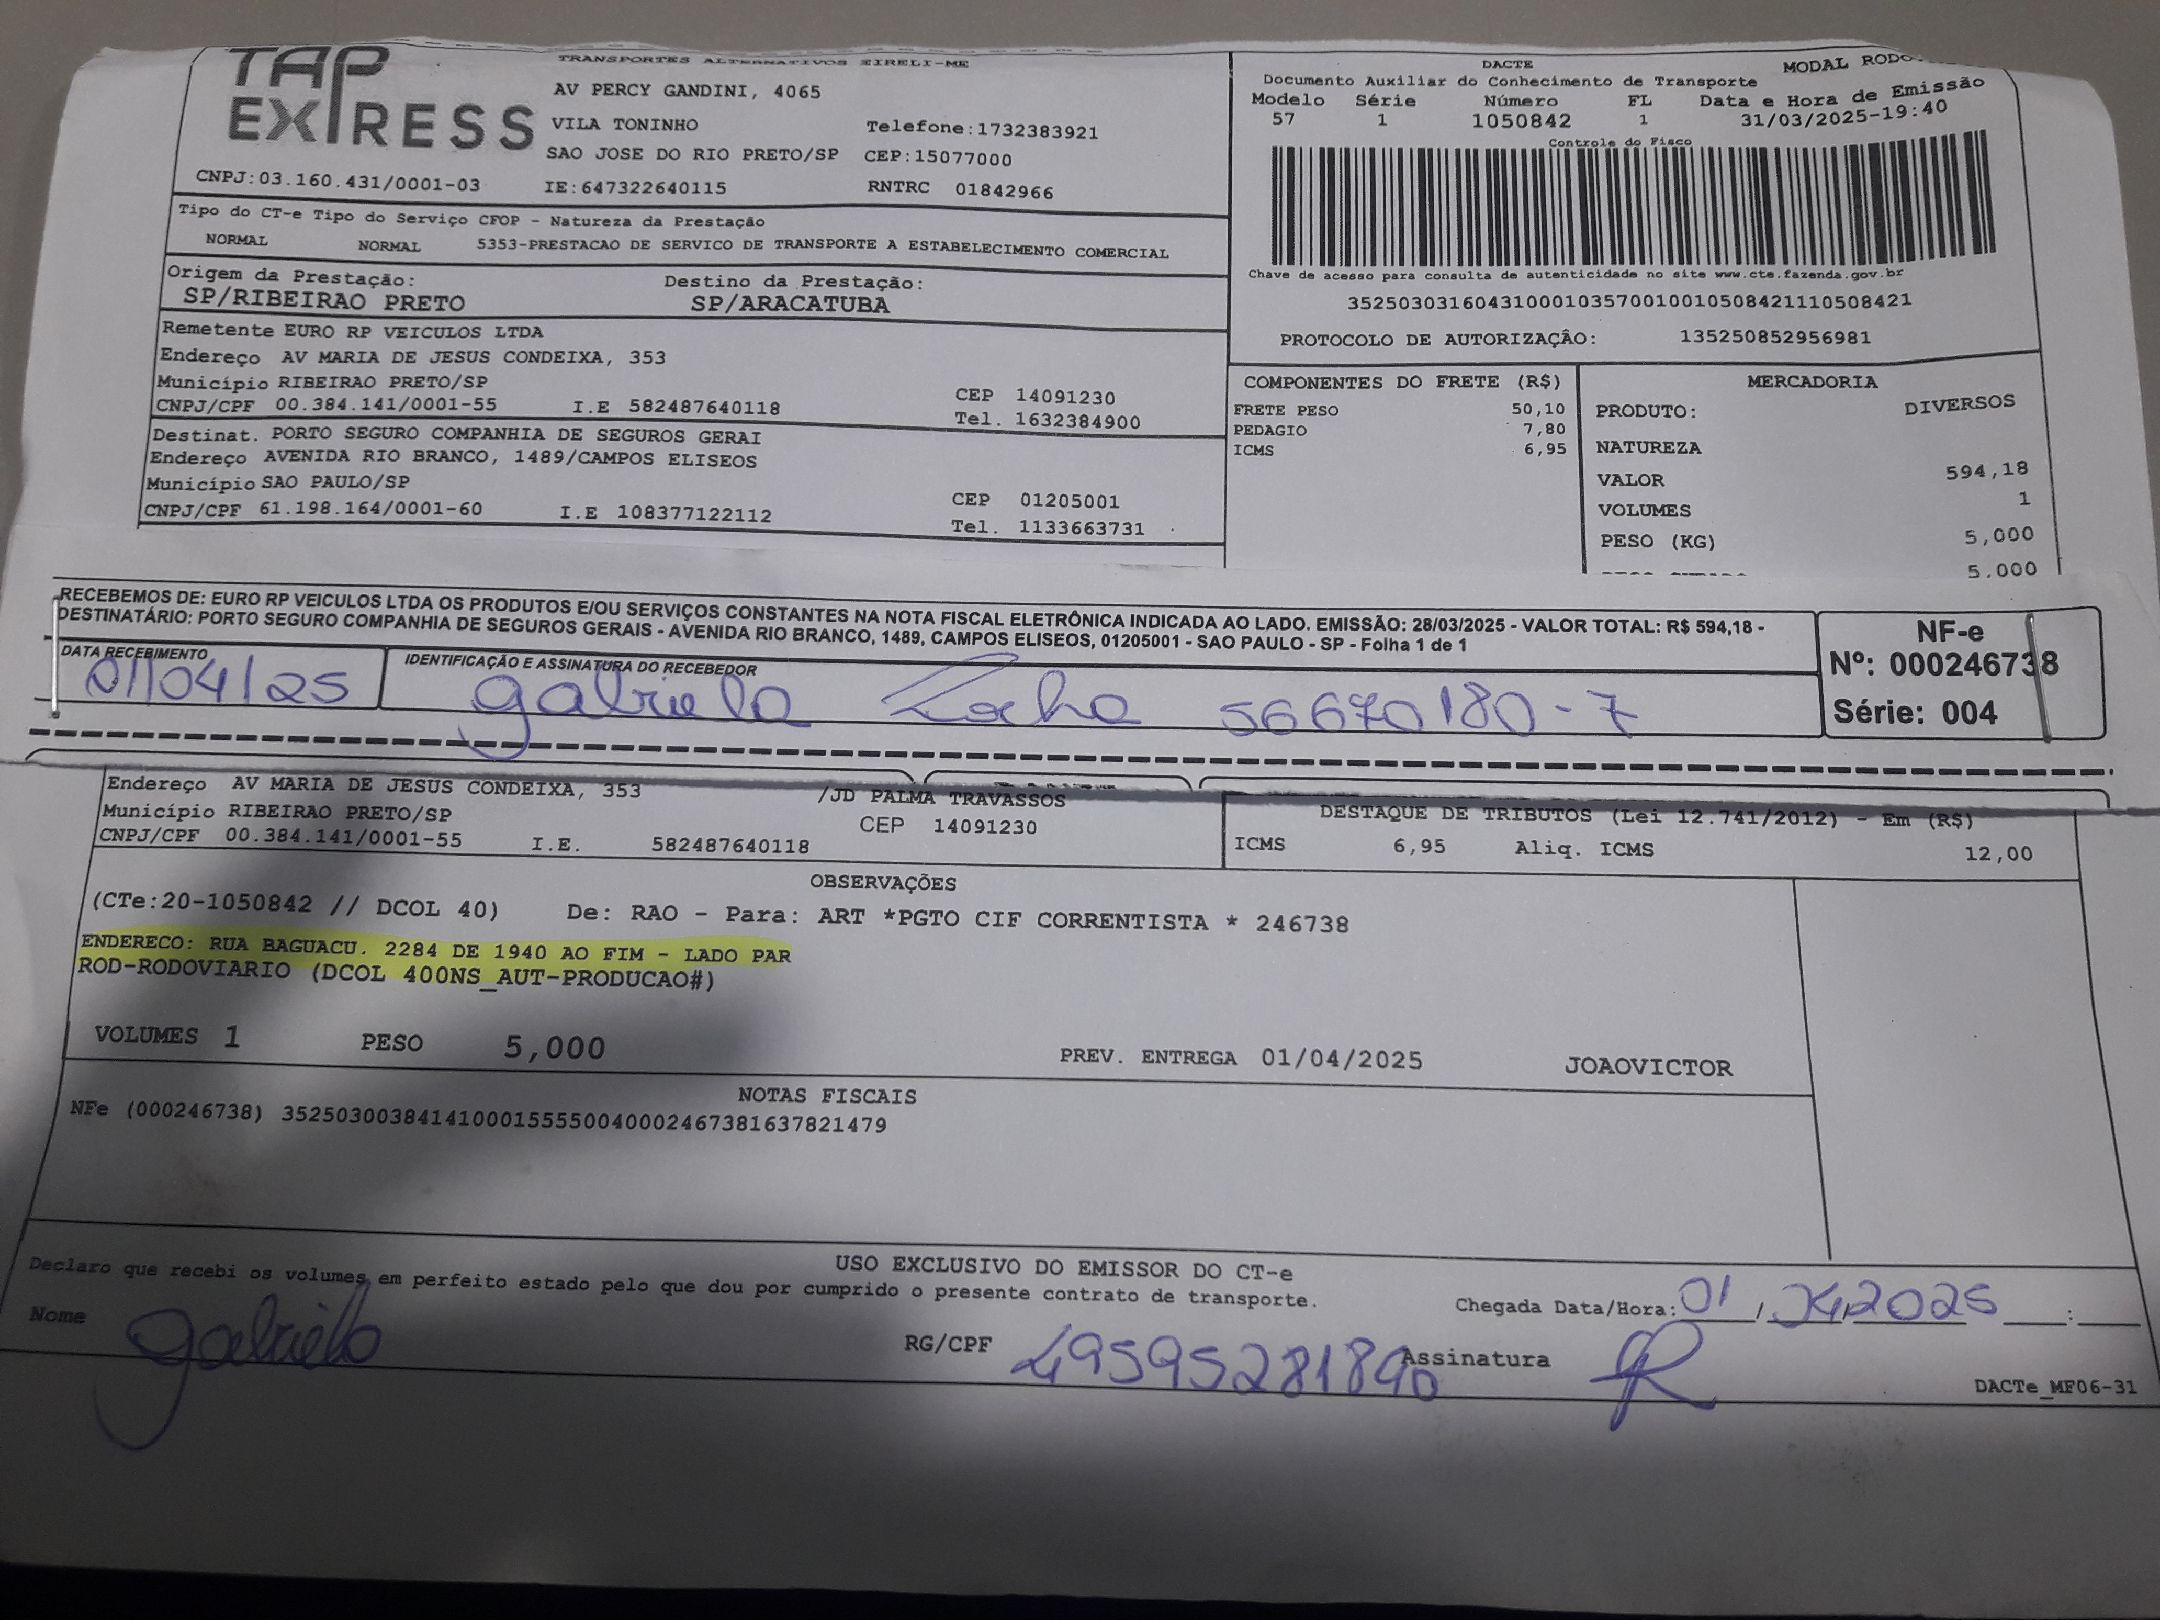 TAP
EXPRESS
TRANSPORTES ALTERNATIVOS EIRELI-ME
AV PERCY GANDINI, 4065
VILA TONINHO Telefone:1732383921
SAO JOSE DO RIO PRETO/SP CEP:15077000
CNPJ:03.160.431/0001-03 IE:647322640115 RNTRC 01842966
Tipo do CT-e Tipo do Serviço CFOP - Natureza da Prestação
NORMAL NORMAL 5353-PRESTACAO DE SERVICO DE TRANSPORTE A ESTABELECIMENTO COMERCIAL
Origem da Prestação: Destino da Prestação:
SP/RIBEIRAO PRETO SP/ARACATUBA
Remetente EURO RP VEICULOS LTDA
Endereço AV MARIA DE JESUS CONDEIXA, 353
Município RIBEIRAO PRETO/SP CEP 14091230
CNPJ/CPF 00.384.141/0001-55 I.E 582487640118 Tel. 1632384900
Destinat. PORTO SEGURO COMPANHIA DE SEGUROS GERAI
Endereço AVENIDA RIO BRANCO, 1489/CAMPOS ELISEOS
Município SAO PAULO/SP CEP 01205001
CNPJ/CPF 61.198.164/0001-60 I.E 108377122112 Tel. 1133663731
DACTE MODAL
Documento Auxiliar do Conhecimento de Transporte
Modelo Série Número FL Data e Hora de Emissão
57 1 1050842 1 31/03/2025-19:40
Controle do Fisco
Chave de acesso para consulta de autenticidade no site www.cte.fazenda.gov.br
35250303160431000103570010010508421110508421
PROTOCOLO DE AUTORIZAÇÂO: 135250852956981
COMPONENTES DO FRETE (R$)
FRETE PESO 50,10
PEDAGIO 7,80
ICMS 6,95
MERCADORIA
PRODUTO: DIVERSOS
NATUREZA
VALOR 594,18
VOLUMES 1
PESO (KG) 5,000
5.000
RECEBEMOS DE: EURO RP VEICULOS LTDA OS PRODUTOS E/OU SERVIÇOS CONSTANTES NA NOTA FISCAL ELETRÔNICA INDICADA AO LADO. EMISSÃO: 28/03/2025 - VALOR TOTAL: R$ 594,18 -
DESTINATÁRIO: PORTO SEGURO COMPANHIA DE SEGUROS GERAIS - AVENIDA RIO BRANCO, 1489, CAMPOS ELISEOS, 01205001 - SAO PAULO - SP - Folha 1 de 1
DATA RECEBIMENTO IDENTIFICAÇÃO E ASSINATURA DO RECEBEDOR
01/04/25 gabriela Rocha 56670180-7
NF-e
Nº: 000246738
Série: 004
Endereço AV MARIA DE JESUS CONDEIXA, 353 /JD PALMA TRAVASSOS
Município RIBEIRAO PRETO/SP CEP 14091230
CNPJ/CPF 00.384.141/0001-55 I.E. 582487640118
DESTAQUE DE TRIBUTOS (Lei 12.741/2012) - Em (R$)
ICMS 6,95 Aliq. ICMS 12,00
OBSERVAÇÕES
(CTe:20-1050842 // DCOL 40) De: RAO - Para: ART *PGTO CIF CORRENTISTA * 246738
ENDERECO: RUA BAGUACU. 2284 DE 1940 AO FIM - LADO PAR
ROD-RODOVIARIO (DCOL 400NS_AUT-PRODUCAO#)
VOLUMES 1 PESO 5,000 PREV. ENTREGA 01/04/2025 JOAOVICTOR
NOTAS FISCAIS
NFe (000246738) 35250300384141000155550040002467381637821479
USO EXCLUSIVO DO EMISSOR DO CT-e
Declaro que recebi os volumes em perfeito estado pelo que dou por cumprido o presente contrato de transporte.
Chegada Data/Hora: 01/04/2025 :
Nome gabriela RG/CPF 49595281890 Assinatura GR
DACTe_MF06-31